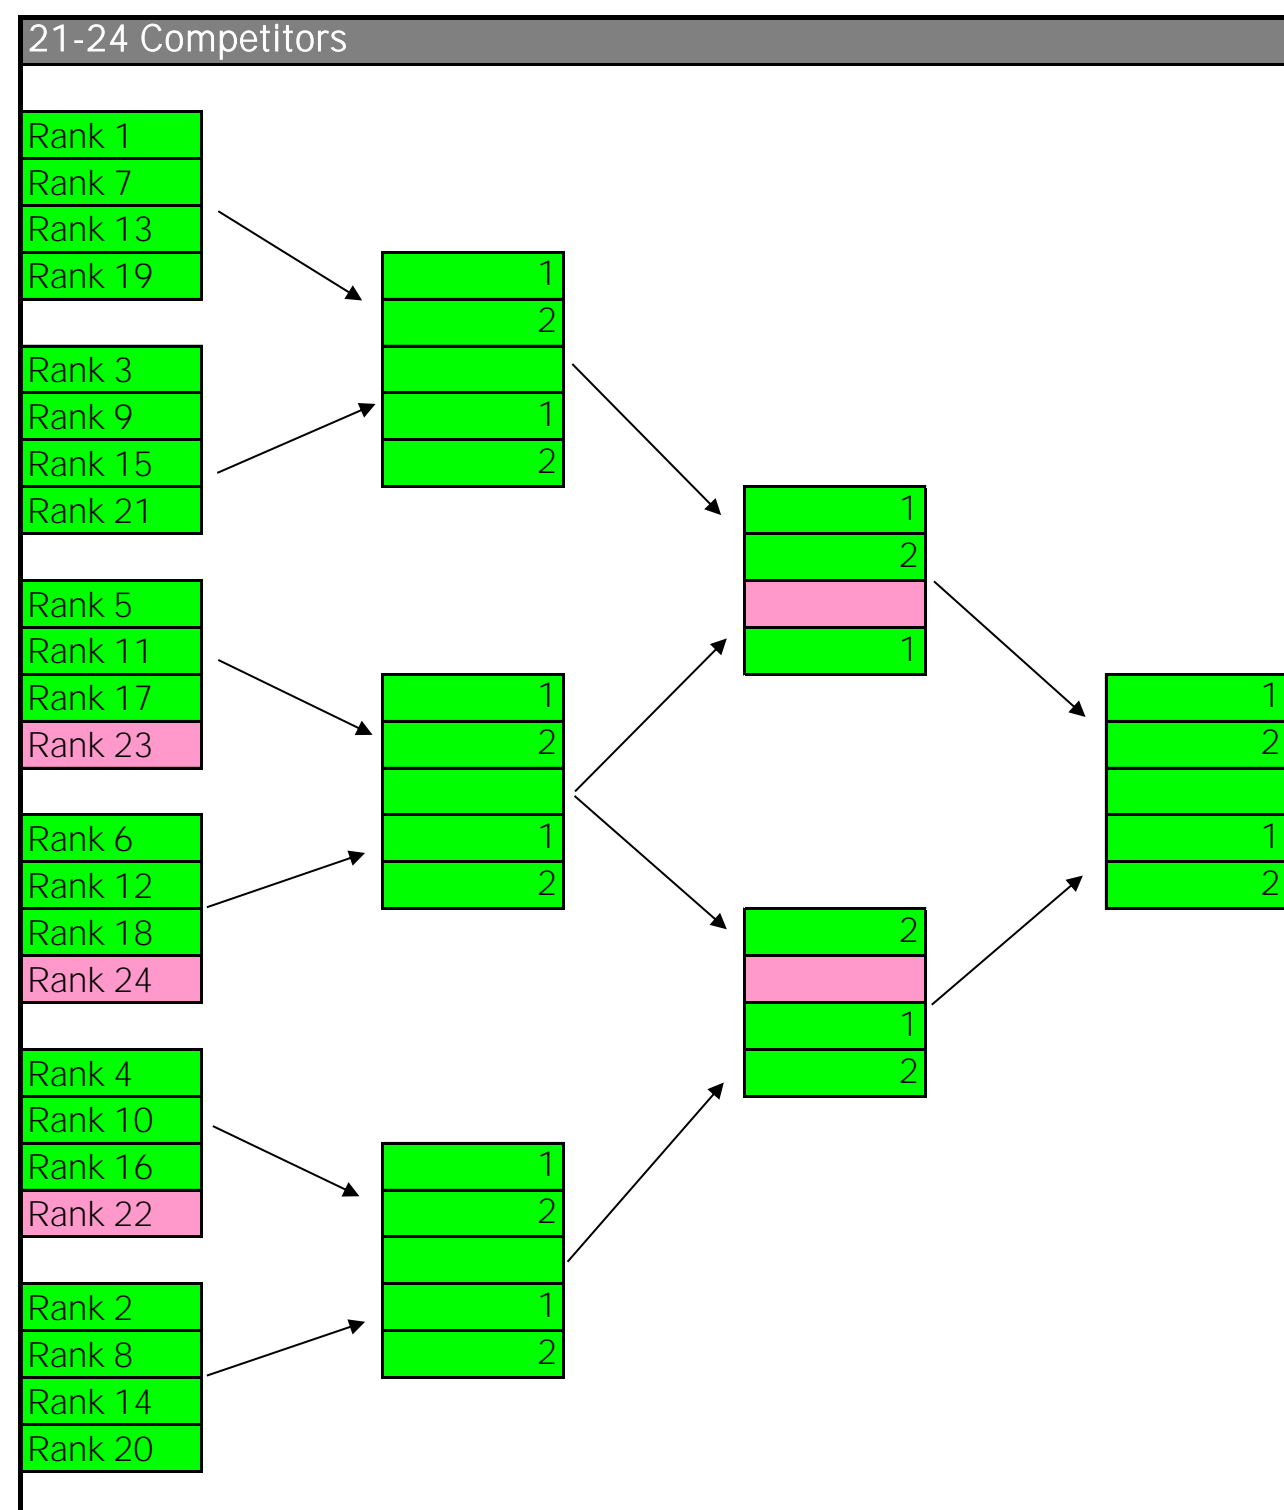 21-24 Competitors
Rank 1
Rank 7
Rank 13
Rank 19
Rank 3
Rank 9
Rank 15
Rank 21
Rank 5
Rank 11
Rank 17
Rank 23
Rank 6
Rank 12
Rank 18
Rank 24
Rank 4
Rank 10
Rank 16
Rank 22
Rank 2
Rank 8
Rank 14
Rank 20
1
2
1
2
1
2
1
2
1
2
1
2
1
2
1
2
1
2
1
2
1
2